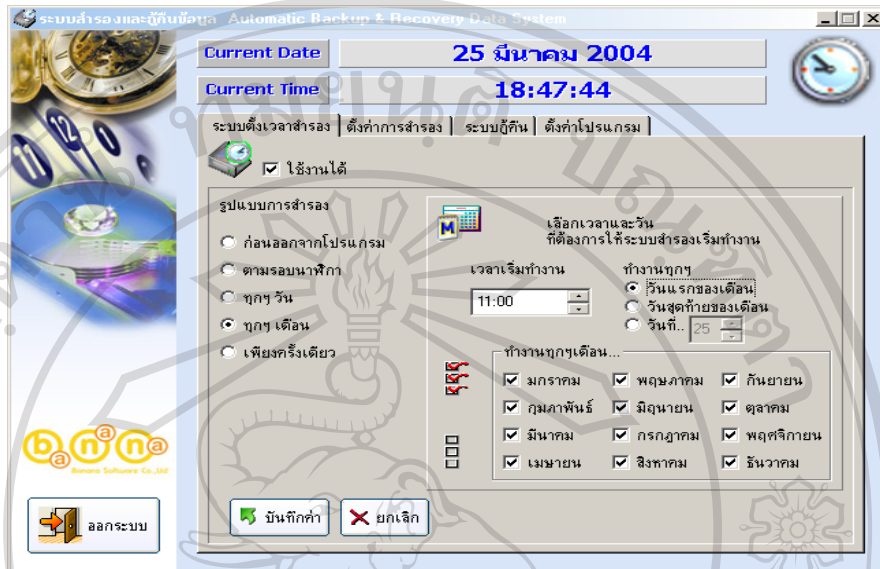 ระบบสำรองและกู้คืนข้อมูล Automatic Backup & Recovery Data System
Current Date 25 มีนาคม 2004
Current Time 18:47:44
ระบบตั้งเวลาสำรอง ตั้งค่าการสำรอง ระบบกู้คืน ตั้งค่าโปรแกรม
ใช้งานได้
รูปแบบการสำรอง
ก่อนออกจากโปรแกรม
ตามรอบนาฬิกา
ทุกๆ วัน
ทุกๆ เดือน
เพียงครั้งเดียว
เลือกเวลาและวัน
ที่ต้องการให้ระบบสำรองเริ่มทำงาน
เวลาเริ่มทำงาน
11:00
ทำงานทุกๆ
วันแรกของเดือน
วันสุดท้ายของเดือน
วันที่.. 25
ทำงานทุกๆเดือน...
มกราคม พฤษภาคม กันยายน
กุมภาพันธ์ มิถุนายน ตุลาคม
มีนาคม กรกฎาคม พฤศจิกายน
เมษายน สิงหาคม ธันวาคม
banana
Banana Software Co.,Ltd
ออกระบบ
บันทึกค่า ยกเลิก